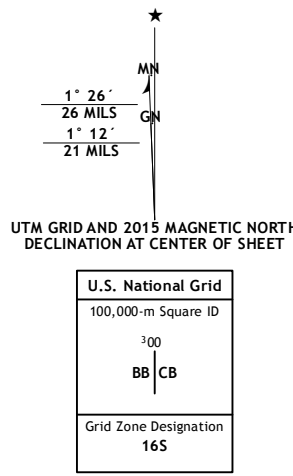 ★
MN
1° 26´
26 MILS
GN
1° 12´
21 MILS
UTM GRID AND 2015 MAGNETIC NORTH
DECLINATION AT CENTER OF SHEET
U.S. National Grid
100,000-m Square ID
³00
BB CB
Grid Zone Designation
16S